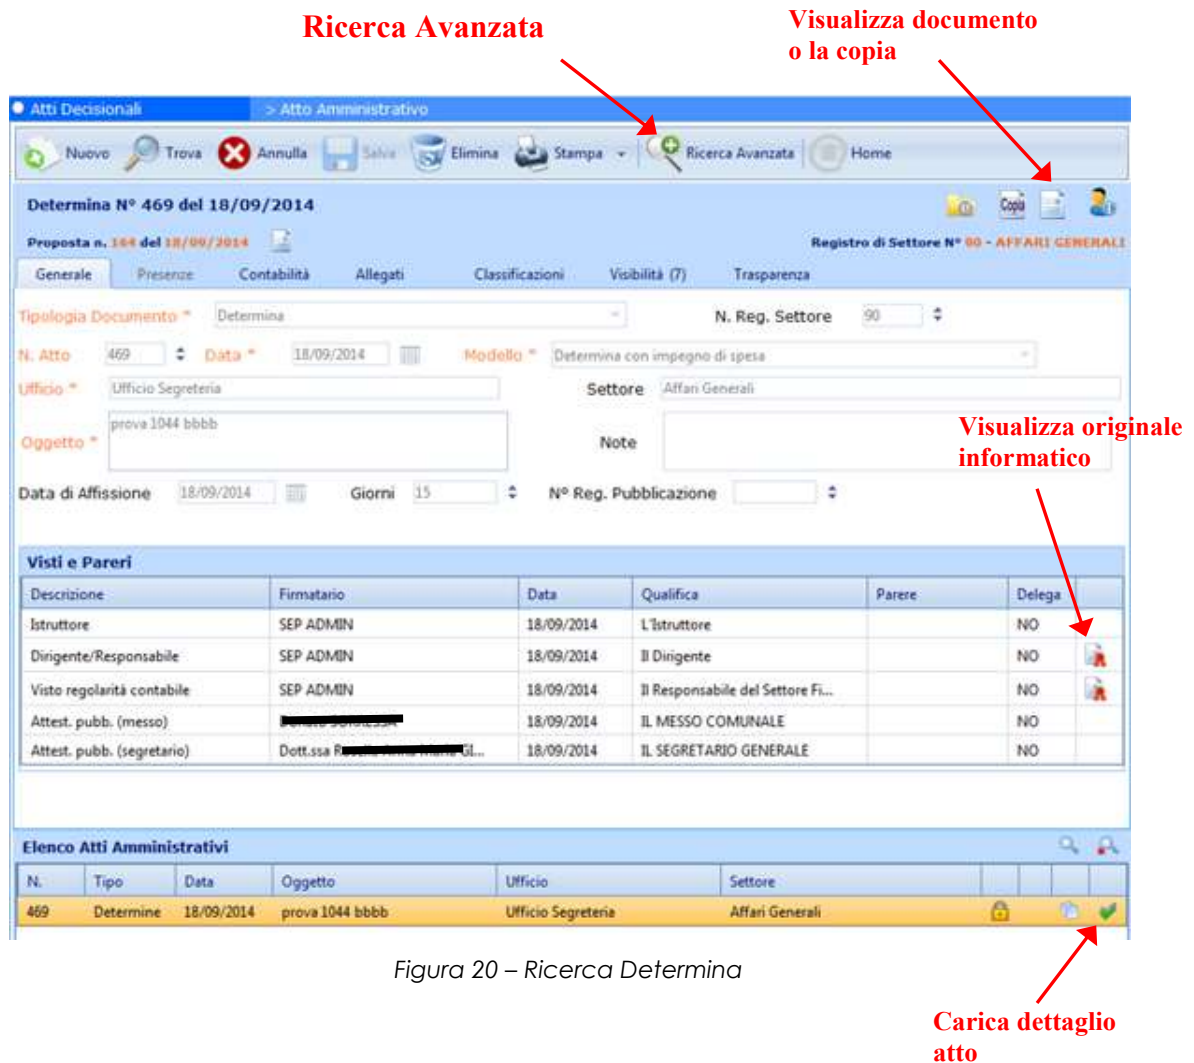 Ricerca Avanzata
Visualizza documento
o la copia
Atti Decisionali > Atto Amministrativo
Nuovo Trova Annulla Salva Elimina Stampa Ricerca Avanzata Home
Determina N° 469 del 18/09/2014 Copia
Proposta n. 164 del 18/09/2014 Registro di Settore N° 90 - AFFARI GENERALI
Generale Presenze Contabilità Allegati Classificazioni Visibilità (7) Trasparenza
Tipologia Documento * Determina N. Reg. Settore 90
N. Atto 469 Data * 18/09/2014 Modello * Determina con impegno di spesa
Ufficio * Ufficio Segreteria Settore Affari Generali
Oggetto * prova 1044 bbbb Note
Visualizza originale
informatico
Data di Affissione 18/09/2014 Giorni 15 N° Reg. Pubblicazione
Visti e Pareri
Descrizione Firmatario Data Qualifica Parere Delega
Istruttore SEP ADMIN 18/09/2014 L'Istruttore NO
Dirigente/Responsabile SEP ADMIN 18/09/2014 Il Dirigente NO
Visto regolarità contabile SEP ADMIN 18/09/2014 Il Responsabile del Settore Fi... NO
Attest. pubb. (messo) 18/09/2014 IL MESSO COMUNALE NO
Attest. pubb. (segretario) Dott.ssa 18/09/2014 IL SEGRETARIO GENERALE NO
Elenco Atti Amministrativi
N. Tipo Data Oggetto Ufficio Settore
469 Determine 18/09/2014 prova 1044 bbbb Ufficio Segreteria Affari Generali
Figura 20 – Ricerca Determina
Carica dettaglio
atto